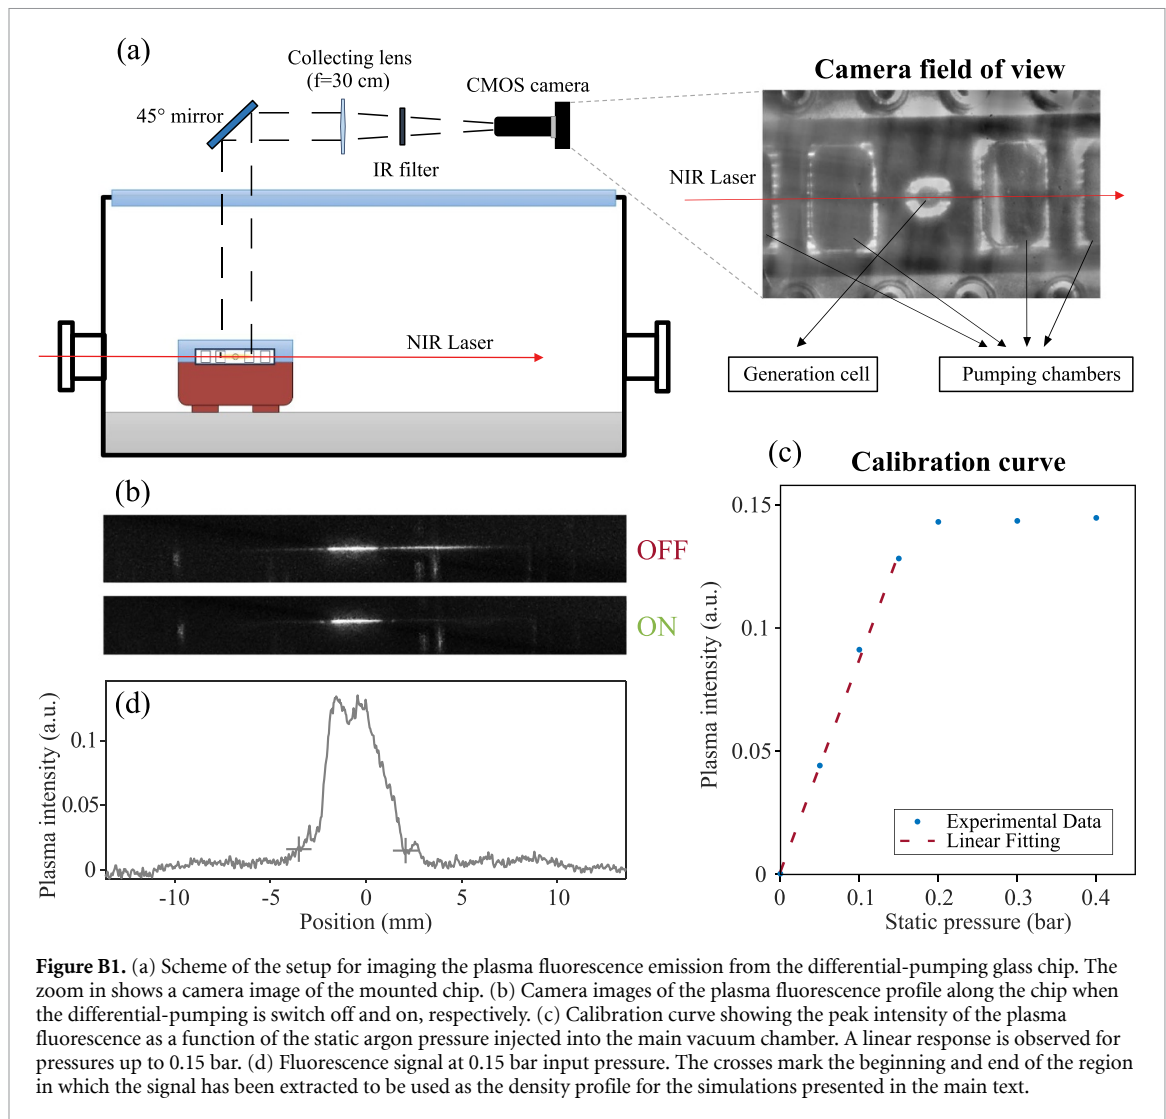 (a)
Collecting lens
(f=30 cm)
CMOS camera
45° mirror
IR filter
Camera field of view
NIR Laser
NIR Laser
Generation cell
Pumping chambers
(b)
OFF
ON
(c)
Calibration curve
0.15
0.1
0.05
0
Plasma intensity (a.u.)
Experimental Data
Linear Fitting
0
0.1
0.2
0.3
0.4
Static pressure (bar)
(d)
Plasma intensity (a.u.)
0.1
0.05
0
-10
-5
0
5
10
Position (mm)
Figure B1. (a) Scheme of the setup for imaging the plasma fluorescence emission from the differential-pumping glass chip. The
zoom in shows a camera image of the mounted chip. (b) Camera images of the plasma fluorescence profile along the chip when
the differential-pumping is switch off and on, respectively. (c) Calibration curve showing the peak intensity of the plasma
fluorescence as a function of the static argon pressure injected into the main vacuum chamber. A linear response is observed for
pressures up to 0.15 bar. (d) Fluorescence signal at 0.15 bar input pressure. The crosses mark the beginning and end of the region
in which the signal has been extracted to be used as the density profile for the simulations presented in the main text.